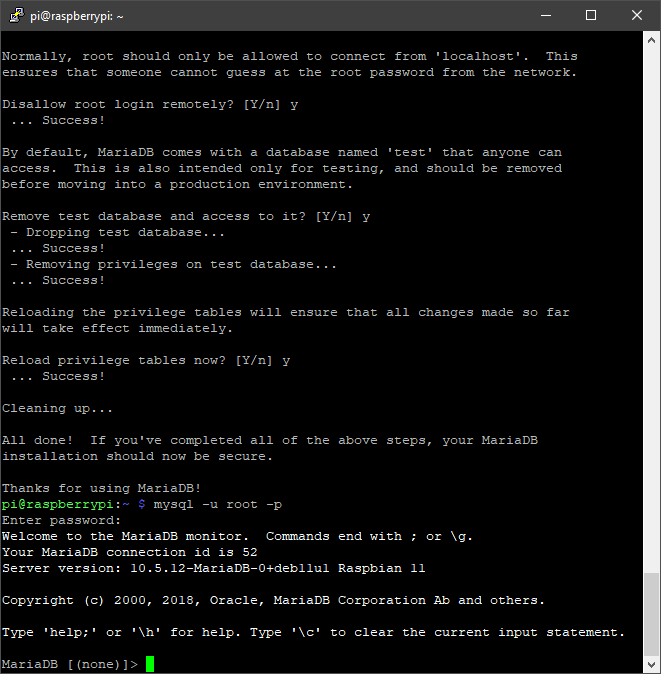 pi@raspberrypi: ~
Normally, root should only be allowed to connect from 'localhost'.  This
ensures that someone cannot guess at the root password from the network.
Disallow root login remotely? [Y/n] y
 ... Success!
By default, MariaDB comes with a database named 'test' that anyone can
access.  This is also intended only for testing, and should be removed
before moving into a production environment.
Remove test database and access to it? [Y/n] y
 - Dropping test database...
 ... Success!
 - Removing privileges on test database...
 ... Success!
Reloading the privilege tables will ensure that all changes made so far
will take effect immediately.
Reload privilege tables now? [Y/n] y
 ... Success!
Cleaning up...
All done!  If you've completed all of the above steps, your MariaDB
installation should now be secure.
Thanks for using MariaDB!
pi@raspberrypi:~ $ mysql -u root -p
Enter password:
Welcome to the MariaDB monitor.  Commands end with ; or \g.
Your MariaDB connection id is 52
Server version: 10.5.12-MariaDB-0+deb11u1 Raspbian 11
Copyright (c) 2000, 2018, Oracle, MariaDB Corporation Ab and others.
Type 'help;' or '\h' for help. Type '\c' to clear the current input statement.
MariaDB [(none)]>